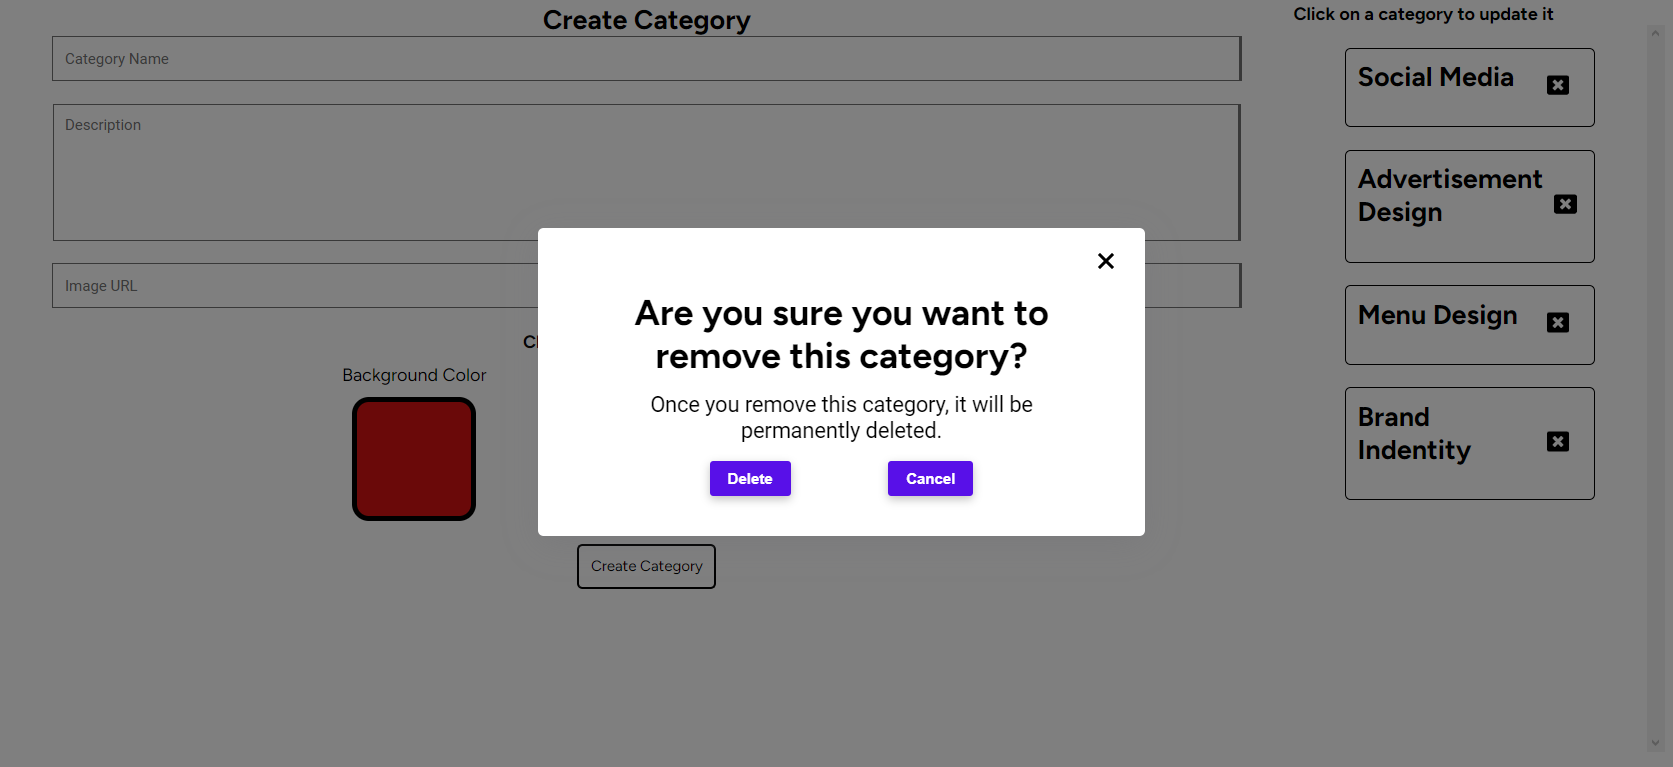 Create Category
Category Name
Description
Image URL
Background Color
Create Category
Click on a category to update it
Social Media
Advertisement
Design
Menu Design
Brand
Indentity
Are you sure you want to
remove this category?
Once you remove this category, it will be
permanently deleted.
Delete
Cancel